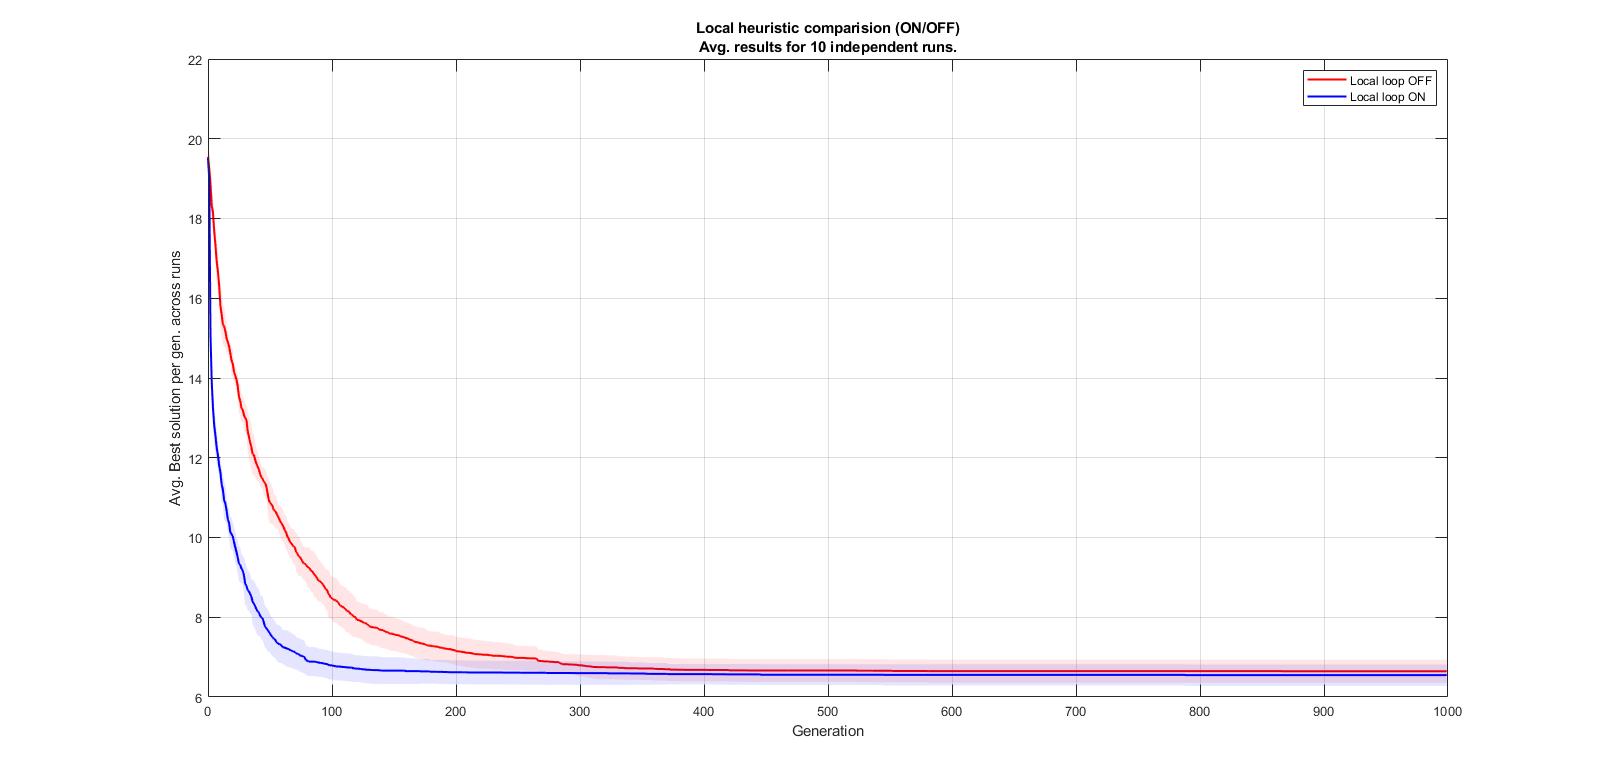 Local heuristic comparision (ON/OFF)
Avg. results for 10 independent runs.
Local loop OFF
Local loop ON
Avg. Best solution per gen. across runs
22
20
18
16
14
12
10
8
6
0 100 200 300 400 500 600 700 800 900 1000
Generation